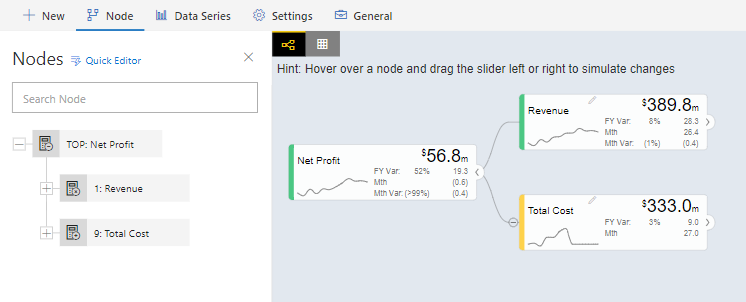 New Node Data Series Settings General
Nodes Quick Editor
Search Node
TOP: Net Profit
1: Revenue
9: Total Cost
Hint: Hover over a node and drag the slider left or right to simulate changes
Net Profit $56.8m
FY Var: 52% 19.3
Mth (0.6)
Mth Var: (>99%) (0.4)
Revenue $389.8m
FY Var: 8% 28.3
Mth 26.4
Mth Var: (1%) (0.4)
Total Cost $333.0m
FY Var: 3% 9.0
Mth 27.0